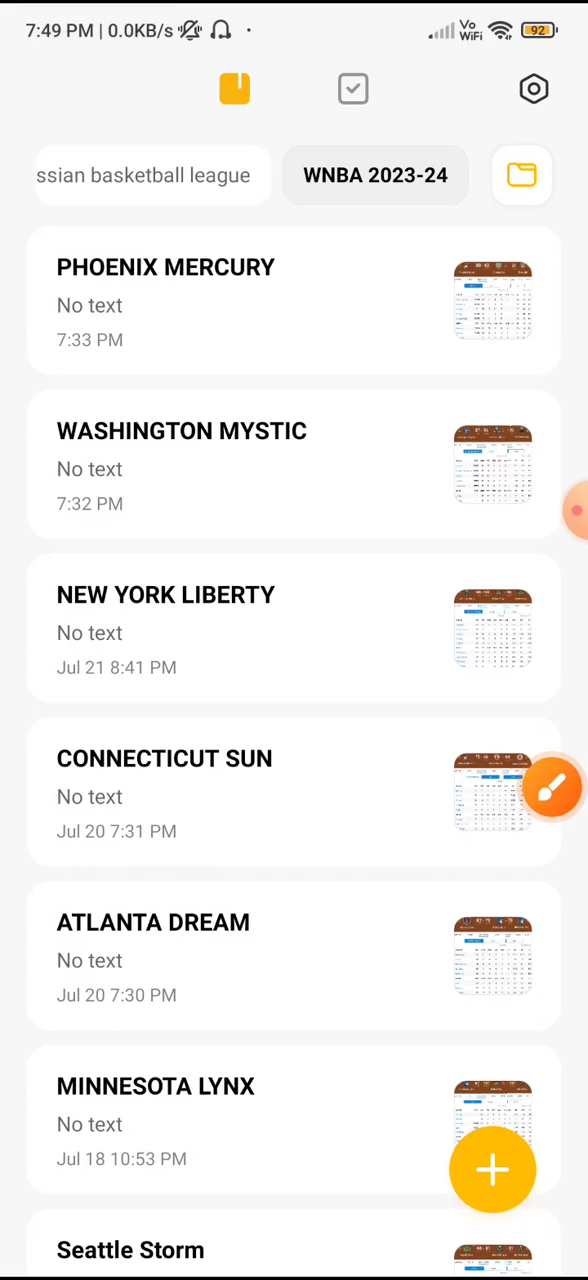 7:49 PM | 0.0KB/s
Vo WiFi
92
ssian basketball league
WNBA 2023-24
PHOENIX MERCURY
No text
7:33 PM
WASHINGTON MYSTIC
No text
7:32 PM
NEW YORK LIBERTY
No text
Jul 21 8:41 PM
CONNECTICUT SUN
No text
Jul 20 7:31 PM
ATLANTA DREAM
No text
Jul 20 7:30 PM
MINNESOTA LYNX
No text
Jul 18 10:53 PM
Seattle Storm